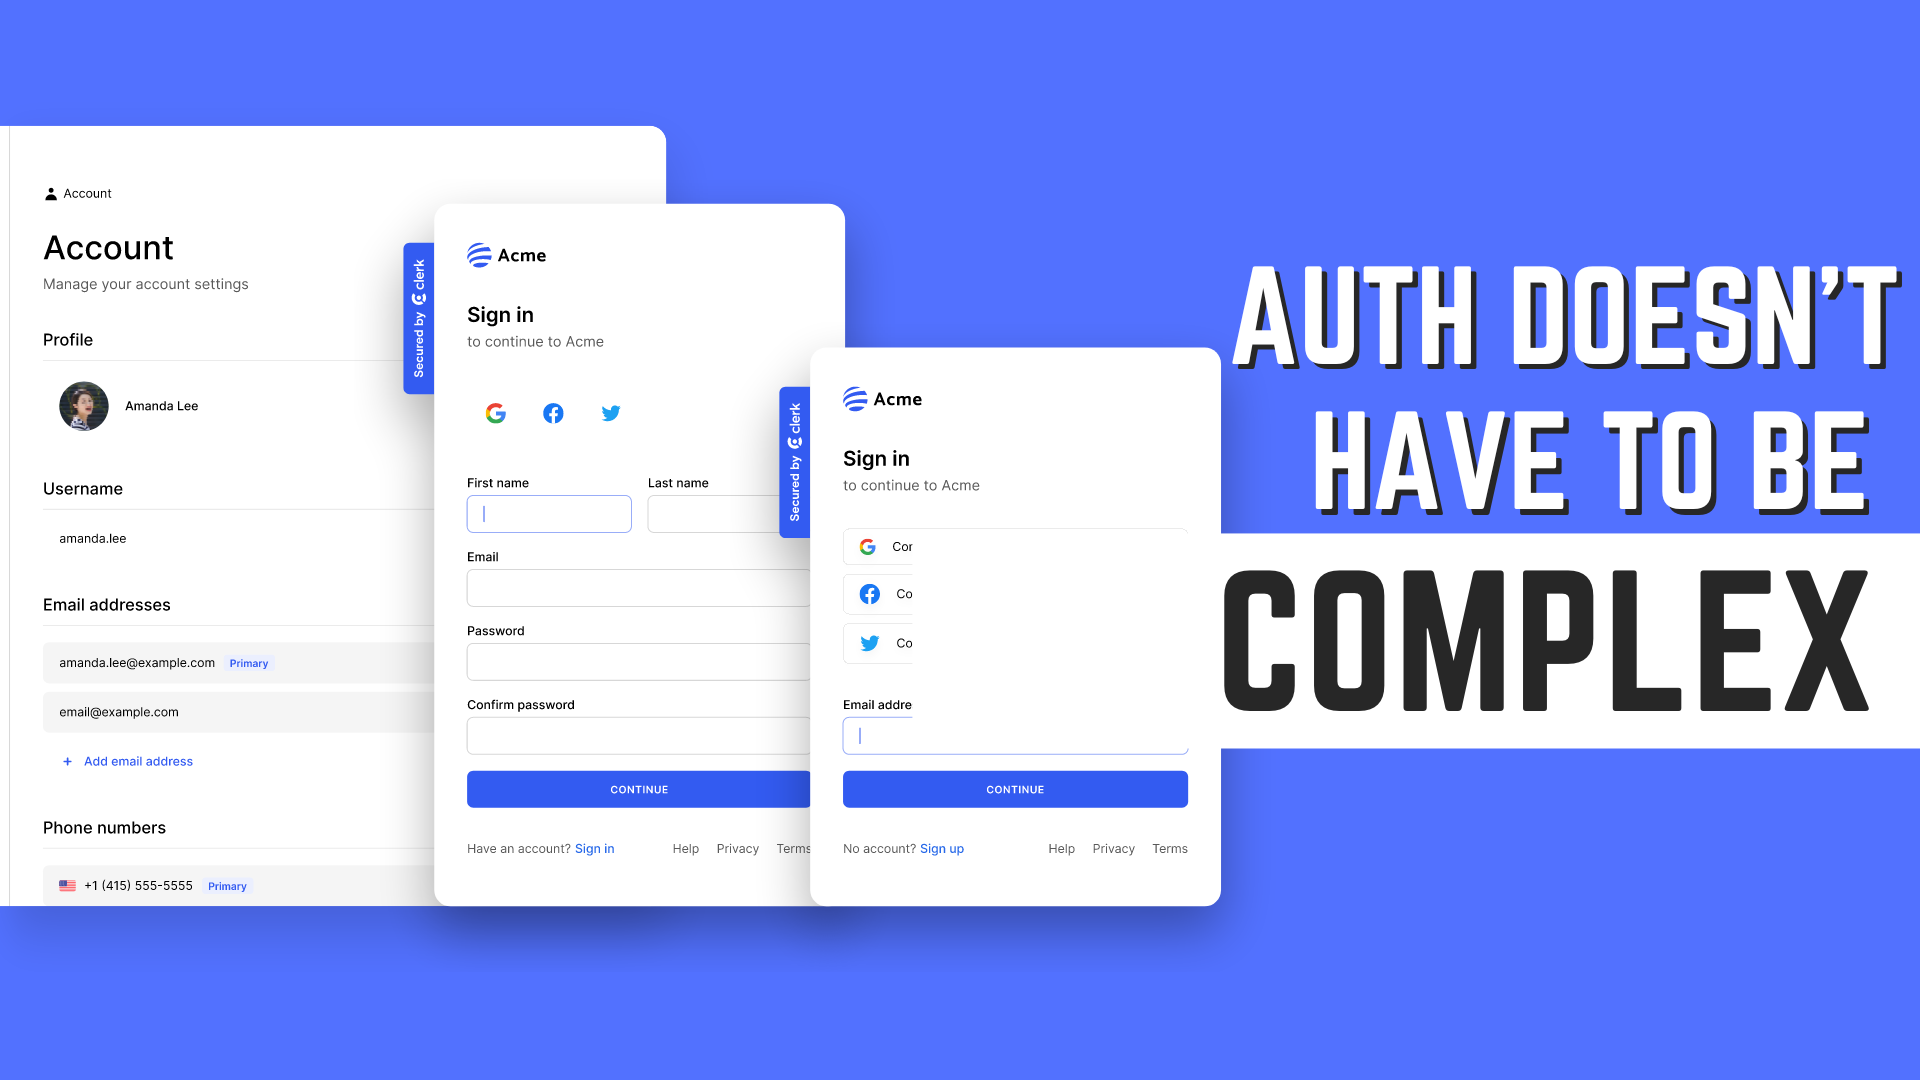 Account
Account
Manage your account settings
Profile
Amanda Lee
Username
amanda.lee
Email addresses
amanda.lee@example.com Primary
email@example.com
+ Add email address
Phone numbers
+1 (415) 555-5555 Primary
Secured by clerk
Acme
Sign in
to continue to Acme
First name Last name
Email
Password
Confirm password
CONTINUE
Have an account? Sign in Help Privacy Terms
Secured by clerk
Acme
Sign in
to continue to Acme
Cor
Co
Co
Email addre
CONTINUE
No account? Sign up Help Privacy Terms
AUTH DOESN'T
HAVE TO BE
COMPLEX